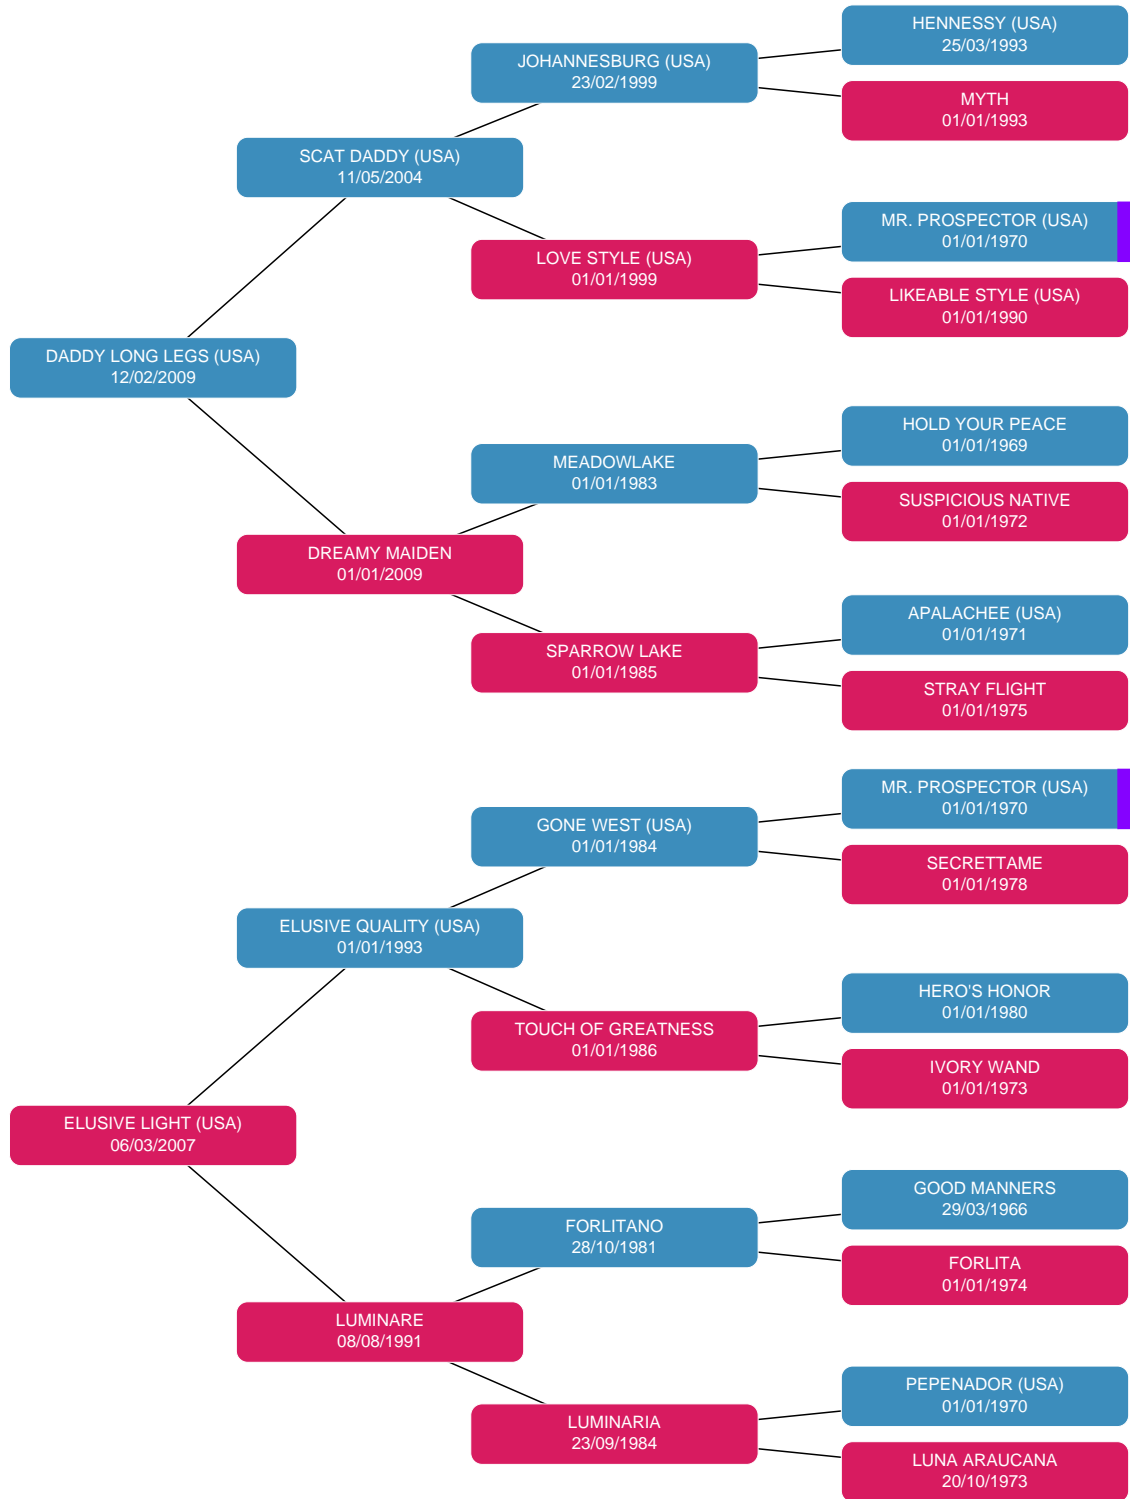 HENNESSY (USA)
25/03/1993
JOHANNESBURG (USA)
23/02/1999
MYTH
01/01/1993
SCAT DADDY (USA)
11/05/2004
MR. PROSPECTOR (USA)
01/01/1970
LOVE STYLE (USA)
01/01/1999
LIKEABLE STYLE (USA)
01/01/1990
DADDY LONG LEGS (USA)
12/02/2009
HOLD YOUR PEACE
01/01/1969
MEADOWLAKE
01/01/1983
SUSPICIOUS NATIVE
01/01/1972
DREAMY MAIDEN
01/01/2009
APALACHEE (USA)
01/01/1971
SPARROW LAKE
01/01/1985
STRAY FLIGHT
01/01/1975
MR. PROSPECTOR (USA)
01/01/1970
GONE WEST (USA)
01/01/1984
SECRETTAME
01/01/1978
ELUSIVE QUALITY (USA)
01/01/1993
HERO'S HONOR
01/01/1980
TOUCH OF GREATNESS
01/01/1986
IVORY WAND
01/01/1973
ELUSIVE LIGHT (USA)
06/03/2007
GOOD MANNERS
29/03/1966
FORLITANO
28/10/1981
FORLITA
01/01/1974
LUMINARE
08/08/1991
PEPENADOR (USA)
01/01/1970
LUMINARIA
23/09/1984
LUNA ARAUCANA
20/10/1973